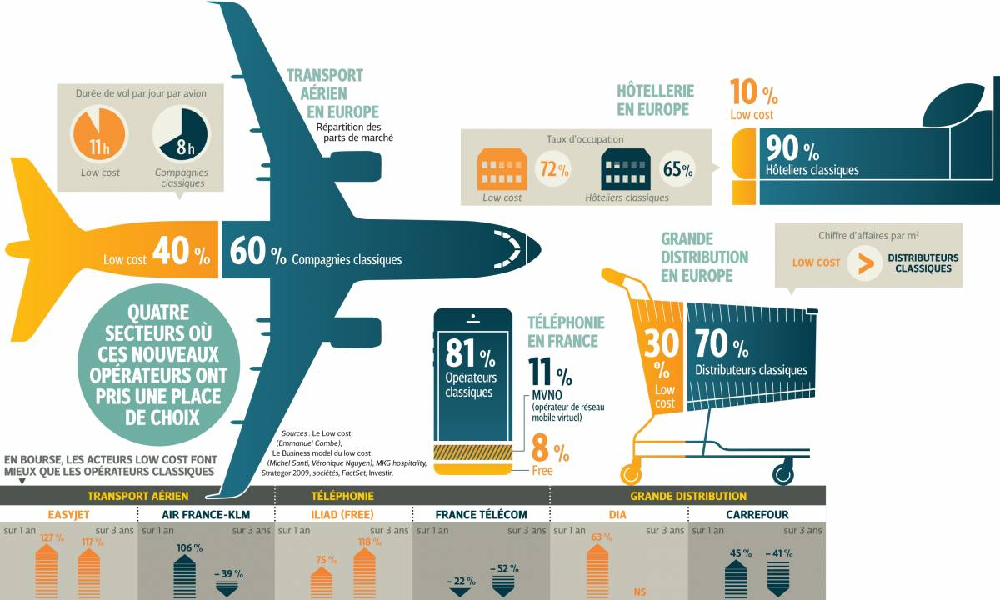 Durée de vol par jour par avion
11 h
8 h
Low cost
Compagnies
classiques
TRANSPORT
AÉRIEN
EN EUROPE
Répartition des
parts de marché
Low cost 40 %
60 % Compagnies classiques
HÔTELLERIE
EN EUROPE
10 %
Low cost
90 %
Hôteliers classiques
Taux d'occupation
72 %
65%
Low cost
Hôteliers classiques
GRANDE
DISTRIBUTION
EN EUROPE
Chiffre d'affaires par m²
LOW COST > DISTRIBUTEURS
CLASSIQUES
30
%
Low
cost
70 %
Distributeurs classiques
QUATRE
SECTEURS OÙ
CES NOUVEAUX
OPÉRATEURS ONT
PRIS UNE PLACE
DE CHOIX
TÉLÉPHONIE
EN FRANCE
81 %
Opérateurs
classiques
11 %
MVNO
(opérateur de réseau
mobile virtuel)
8 %
Free
Sources : Le Low cost
(Emmanuel Combe),
Le Business model du low cost
(Michel Santi, Véronique Nguyen), MKG hospitality,
Strategor 2009, sociétés, FactSet, Investir.
EN BOURSE, LES ACTEURS LOW COST FONT
MIEUX QUE LES OPÉRATEURS CLASSIQUES
TRANSPORT AÉRIEN
TÉLÉPHONIE
GRANDE DISTRIBUTION
EASYJET
AIR FRANCE-KLM
ILIAD (FREE)
FRANCE TÉLÉCOM
DIA
CARREFOUR
sur 1 an
sur 3 ans
sur 1 an
sur 3 ans
sur 1 an
sur 3 ans
sur 1 an
sur 3 ans
sur 1 an
sur 3 ans
sur 1 an
sur 3 ans
127 %
117 %
106 %
– 39 %
75 %
118 %
– 22 %
– 52 %
63 %
NS
45 %
– 41 %